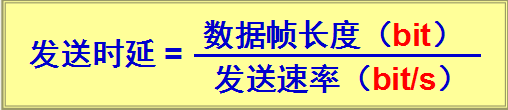 发送时延 =
数据帧长度（bit）
发送速率（bit/s）